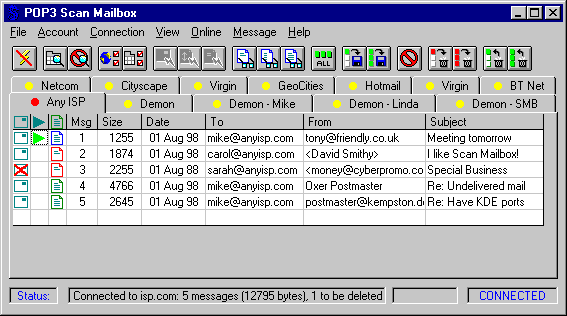 POP3 Scan Mailbox
File Account Connection View Online Message Help
ALL
Netcom Cityscape Virgin GeoCities Hotmail Virgin BT Net
Any ISP Demon Demon - Mike Demon - Linda Demon - SMB
Msg Size Date To From Subject
1 1255 01 Aug 98 mike@anyisp.com tony@friendly.co.uk Meeting tomorrow
2 1874 01 Aug 98 carol@anyisp.com <David Smithy> I like Scan Mailbox!
3 2255 01 Aug 88 sarah@anyisp.com <money@cyberpromo.co Special Business
4 4766 01 Aug 98 mike@anyisp.com Oxer Postmaster Re: Undelivered mail
5 2645 01 Aug 98 mike@anyisp.com postmaster@kempston.de Re: Have KDE ports
Status: Connected to isp.com: 5 messages (12795 bytes), 1 to be deleted CONNECTED